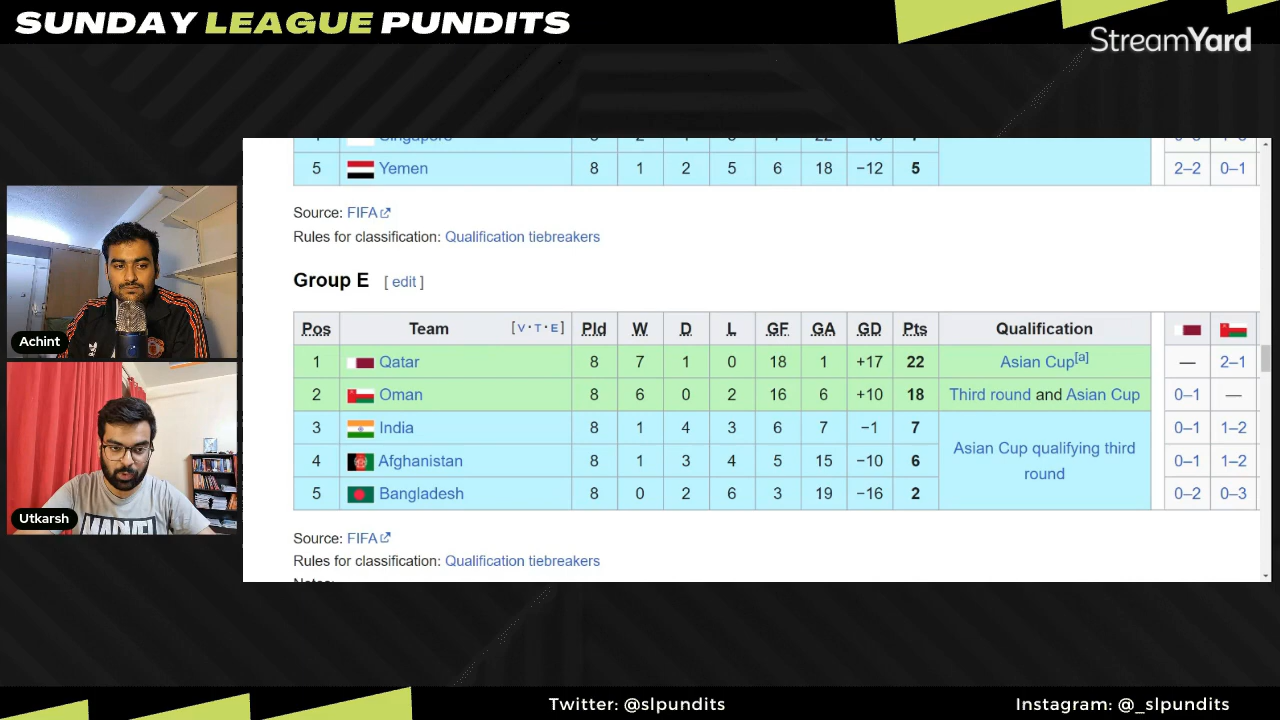 SUNDAY LEAGUE PUNDITS
StreamYard
Singapore
5 Yemen 8 1 2 5 6 18 −12 5 2–2 0–1
Source: FIFA
Rules for classification: Qualification tiebreakers
Group E [ edit ]
Pos Team [V·T·E] Pld W D L GF GA GD Pts Qualification
1 Qatar 8 7 1 0 18 1 +17 22 Asian Cup[a] — 2–1
2 Oman 8 6 0 2 16 6 +10 18 Third round and Asian Cup 0–1 —
3 India 8 1 4 3 6 7 −1 7 0–1 1–2
Asian Cup qualifying third round
4 Afghanistan 8 1 3 4 5 15 −10 6 0–1 1–2
5 Bangladesh 8 0 2 6 3 19 −16 2 0–2 0–3
Source: FIFA
Rules for classification: Qualification tiebreakers
Achint
Utkarsh
Twitter: @slpundits
Instagram: @_slpundits